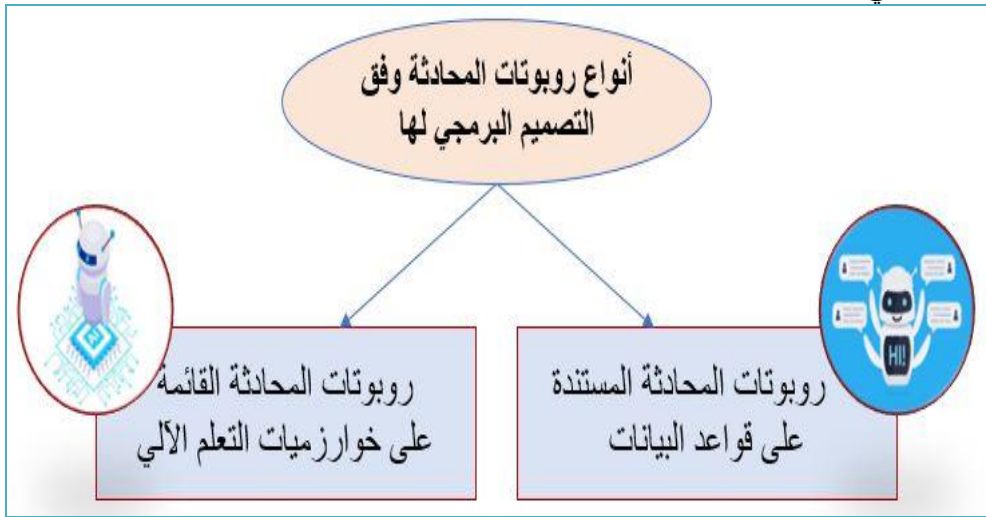 أنواع روبوتات المحادثة وفق
التصميم البرمجي لها
روبوتات المحادثة المستندة
على قواعد البيانات
HI!
روبوتات المحادثة القائمة
على خوارزميات التعلم الآلي